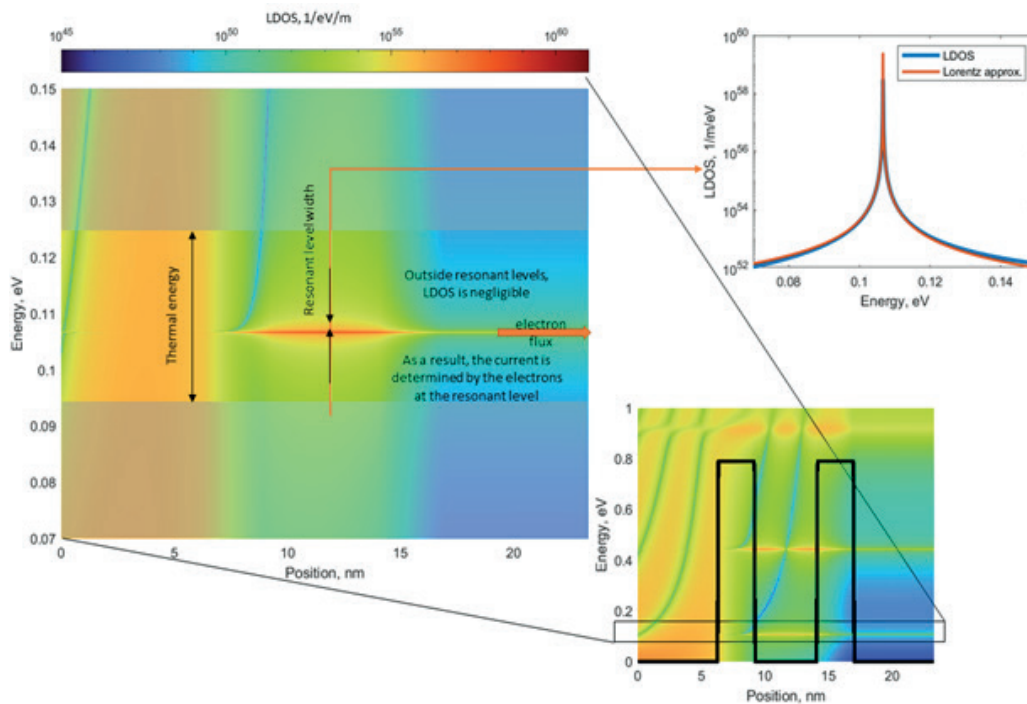 LDOS, 1/eV/m
10^45
10^50
10^55
10^60
0.15
0.14
0.13
0.12
0.11
0.1
0.09
0.08
0.07
Energy, eV
0
5
10
15
20
Position, nm
Thermal energy
Resonant level width
Outside resonant levels,
LDOS is negligible
electron
flux
As a result, the current is
determined by the electrons
at the resonant level
10^60
10^58
10^56
10^54
10^52
LDOS, 1/m/eV
LDOS
Lorentz approx.
0.08
0.1
0.12
0.14
Energy, eV
1
0.8
0.6
0.4
0.2
0
Energy, eV
0
5
10
15
20
Position, nm